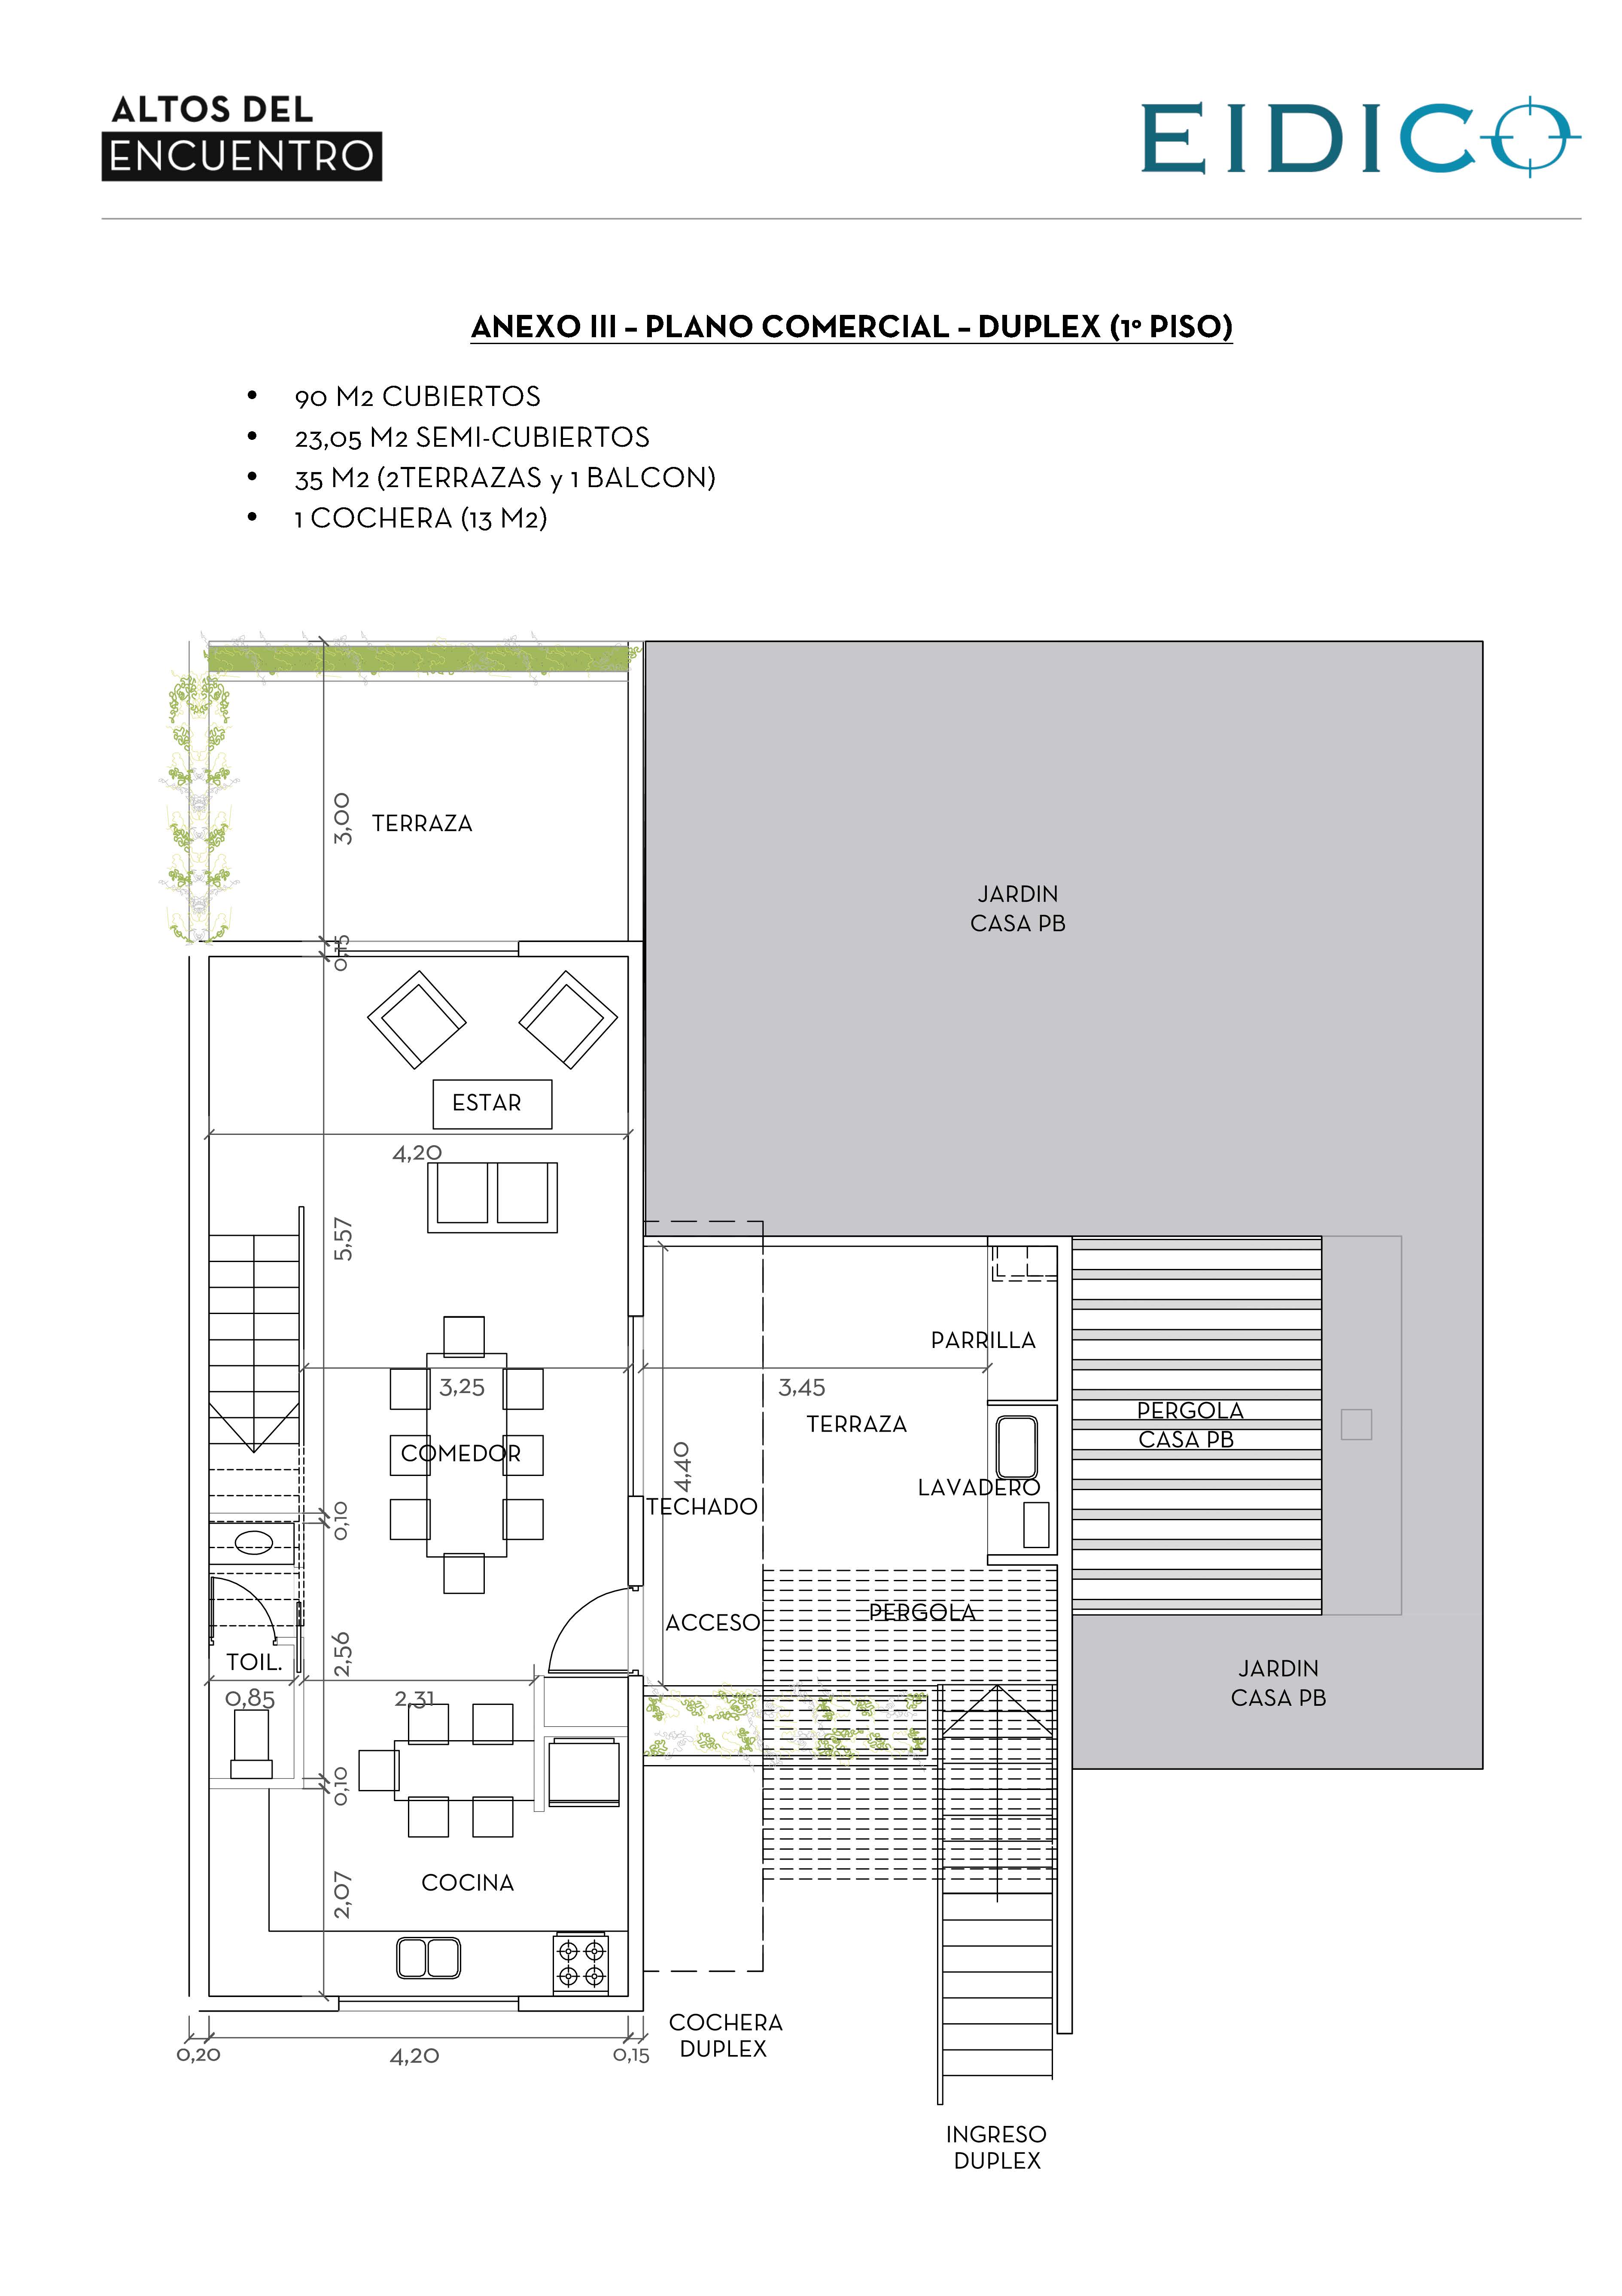 ALTOS DEL
ENCUENTRO
EIDICO
ANEXO III – PLANO COMERCIAL – DUPLEX (1º PISO)
• 90 M2 CUBIERTOS
• 23,05 M2 SEMI-CUBIERTOS
• 35 M2 (2TERRAZAS y 1 BALCON)
• 1 COCHERA (13 M2)
3,00
TERRAZA
JARDIN
CASA PB
0,15
ESTAR
4,20
5,57
PARRILLA
3,25
3,45
TERRAZA
PERGOLA
CASA PB
COMEDOR
4,40
LAVADERO
TECHADO
0,10
ACCESO
PERGOLA
TOIL.
2,56
0,85
2,31
JARDIN
CASA PB
0,10
COCINA
2,07
COCHERA
DUPLEX
0,20
4,20
0,15
INGRESO
DUPLEX